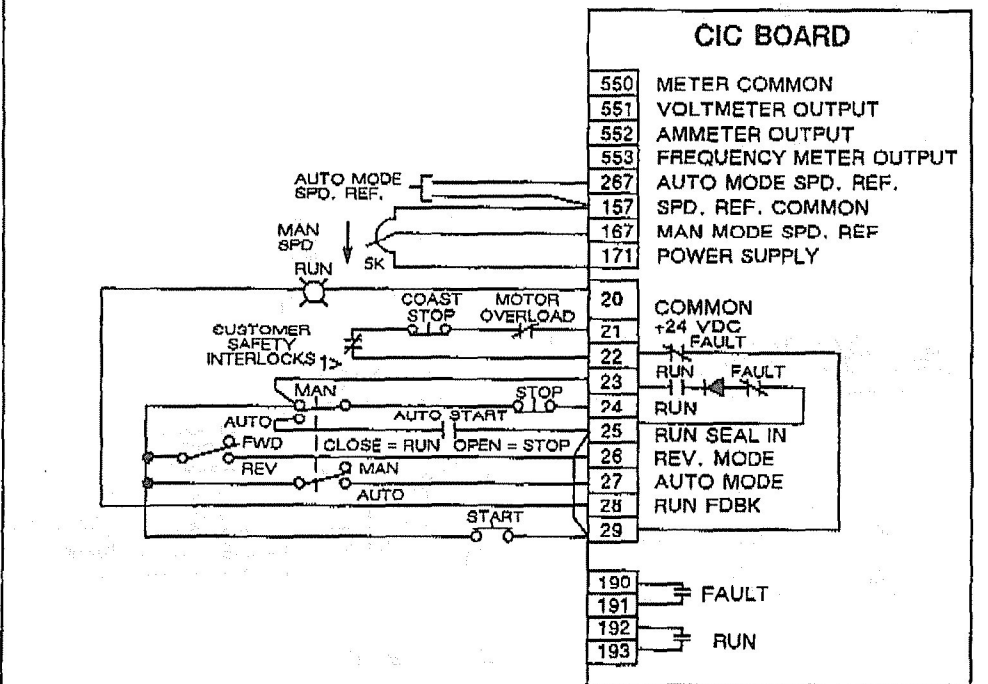 CIC BOARD
550 METER COMMON
551 VOLTMETER OUTPUT
552 AMMETER OUTPUT
553 FREQUENCY METER OUTPUT
AUTO MODE SPD. REF.
267 AUTO MODE SPD. REF.
157 SPD. REF. COMMON
MAN SPD
167 MAN MODE SPD. REF
5K
171 POWER SUPPLY
RUN
20 COMMON
COAST STOP
MOTOR OVERLOAD
21 +24 VDC
CUSTOMER SAFETY INTERLOCKS 1>
22 FAULT
23 RUN FAULT
MAN
STOP
24 RUN
AUTO
AUTO START
25 RUN SEAL IN
FWD
CLOSE = RUN OPEN = STOP
26 REV. MODE
REV
MAN
27 AUTO MODE
AUTO
28 RUN FDBK
START
29
190
FAULT
191
192
RUN
193